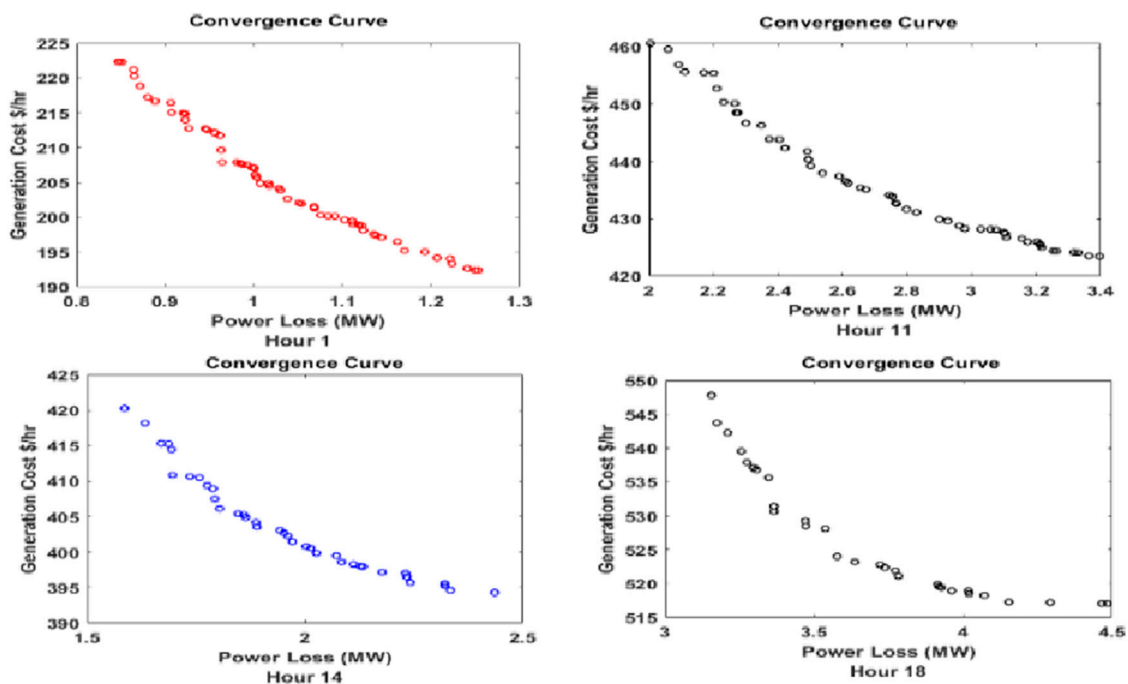 Convergence Curve
225
220
215
210
205
200
195
190
Generation Cost $/hr
0.8 0.9 1 1.1 1.2 1.3
Power Loss (MW)
Hour 1
Convergence Curve
460
450
440
430
420
Generation Cost $/hr
2 2.2 2.4 2.6 2.8 3 3.2 3.4
Power Loss (MW)
Hour 11
Convergence Curve
425
420
415
410
405
400
395
390
Generation Cost $/hr
1.5 2 2.5
Power Loss (MW)
Hour 14
Convergence Curve
550
545
540
535
530
525
520
515
Generation Cost $/hr
3 3.5 4 4.5
Power Loss (MW)
Hour 18